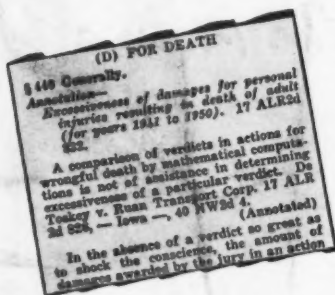 (D) FOR DEATH
§ 440 Generally.
Annotation—
Excessiveness of damages for personal
injuries resulting in death of adult
(for years 1941 to 1950). 17 ALR2d
832.
A comparison of verdicts in actions for
wrongful death by mathematical computa-
tions is not of assistance in determining
excessiveness of a particular verdict. De
Toskey v. Ruan Transport Corp. 17 ALR
2d 826, — Iowa —, 40 NW2d 4.
(Annotated)
In the absence of a verdict so great as
to shock the conscience, the amount of
damages awarded by the jury in an action